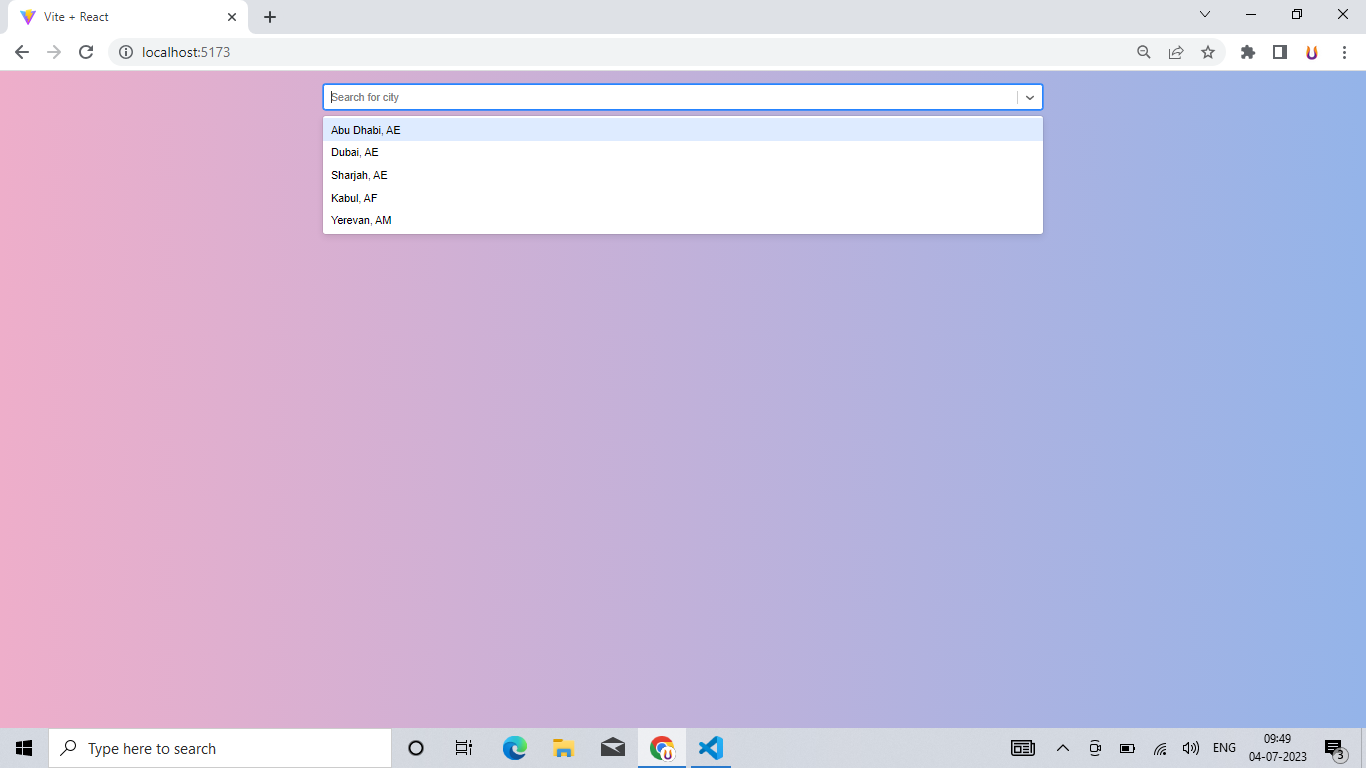 Vite + React
localhost:5173
Search for city
Abu Dhabi, AE
Dubai, AE
Sharjah, AE
Kabul, AF
Yerevan, AM
Type here to search
ENG
09:49
04-07-2023
3